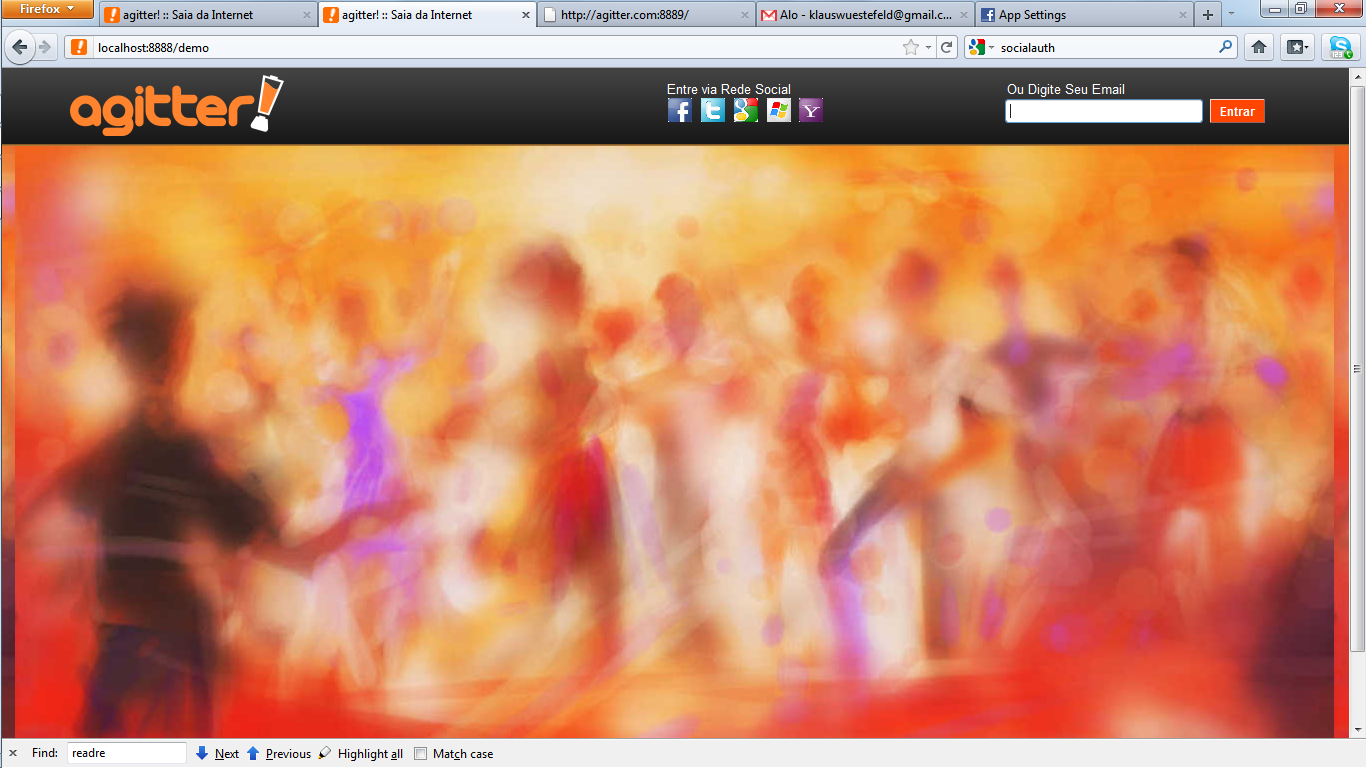 Firefox
agitter! :: Saia da Internet
agitter! :: Saia da Internet
http://agitter.com:8889/
Alo - klauswuestefeld@gmail.c...
App Settings
localhost:8888/demo
socialauth
agitter!
Entre via Rede Social
Ou Digite Seu Email
Entrar
Find: readre Next Previous Highlight all Match case